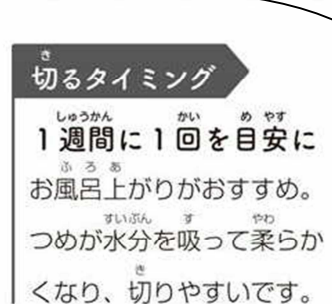 切るタイミング
1週間に1回を目安に
お風呂上がりがおすすめ。
つめが水分を吸って柔らか
くなり、切りやすいです。